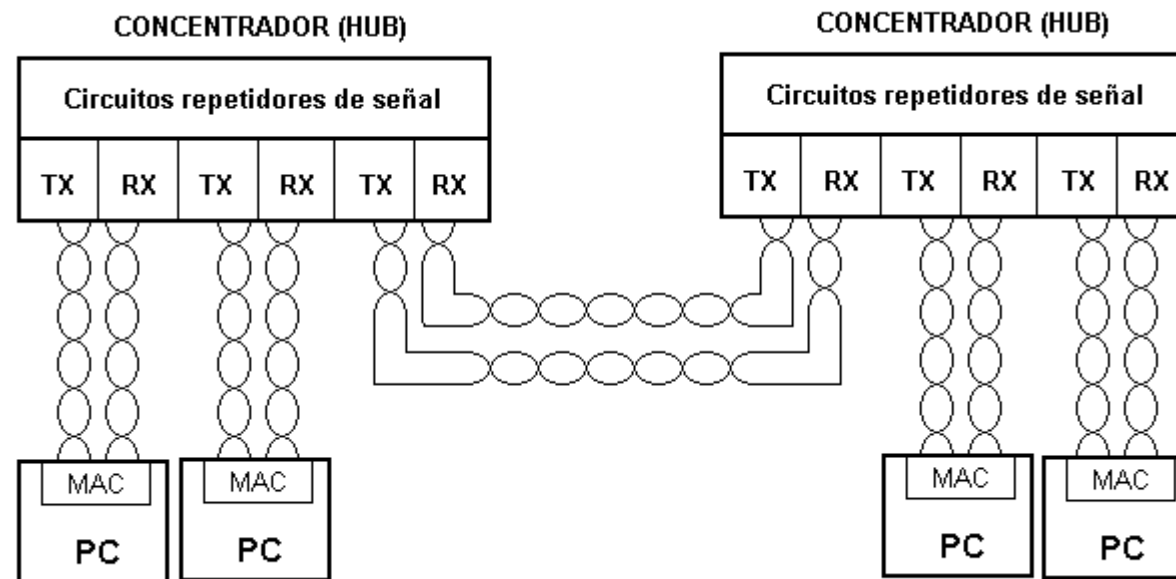 CONCENTRADOR (HUB)
Circuitos repetidores de señal
TX RX TX RX TX RX
MAC MAC
PC PC
CONCENTRADOR (HUB)
Circuitos repetidores de señal
TX RX TX RX TX RX
MAC MAC
PC PC